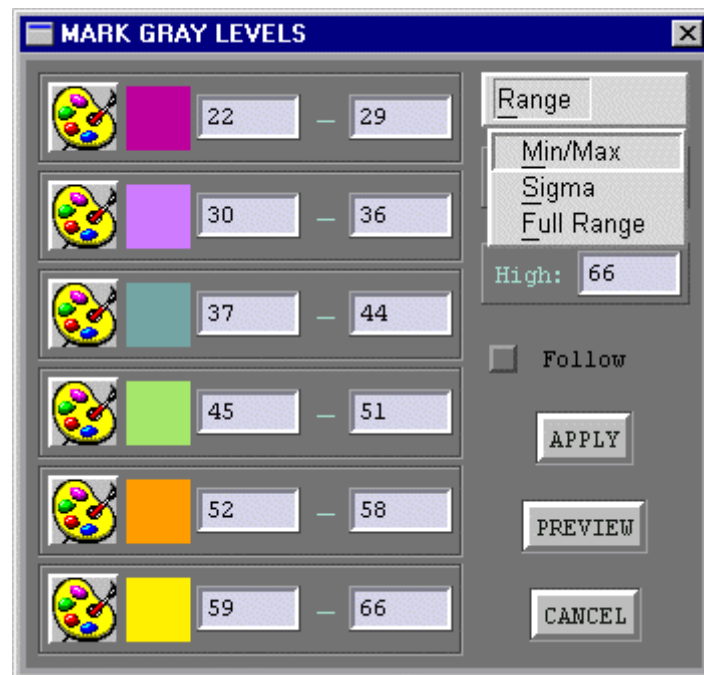 MARK GRAY LEVELS
22 – 29
30 – 36
37 – 44
45 – 51
52 – 58
59 – 66
Range
Min/Max
Sigma
Full Range
High: 66
Follow
APPLY
PREVIEW
CANCEL